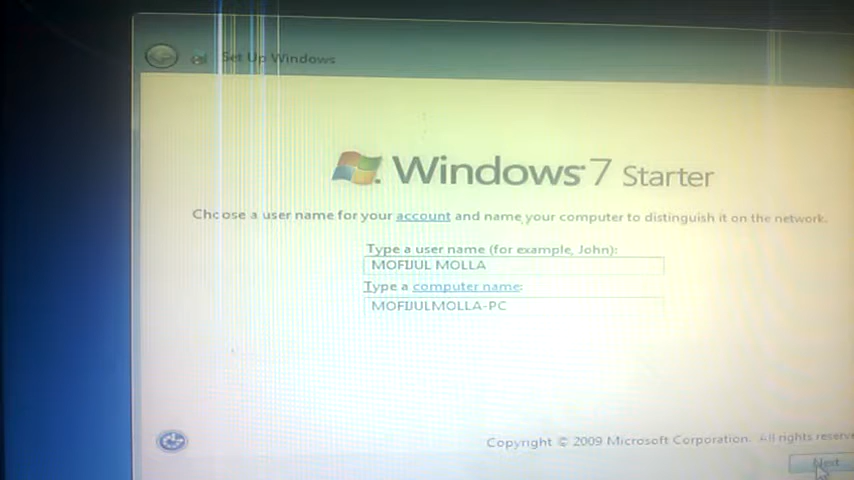 Set Up Windows
Windows 7 Starter
Choose a user name for your account and name your computer to distinguish it on the network.
Type a user name (for example, John):
MOFIJUL MOLLA
Type a computer name:
MOFIJULMOLLA-PC
Copyright © 2009 Microsoft Corporation. All rights reserve
Next